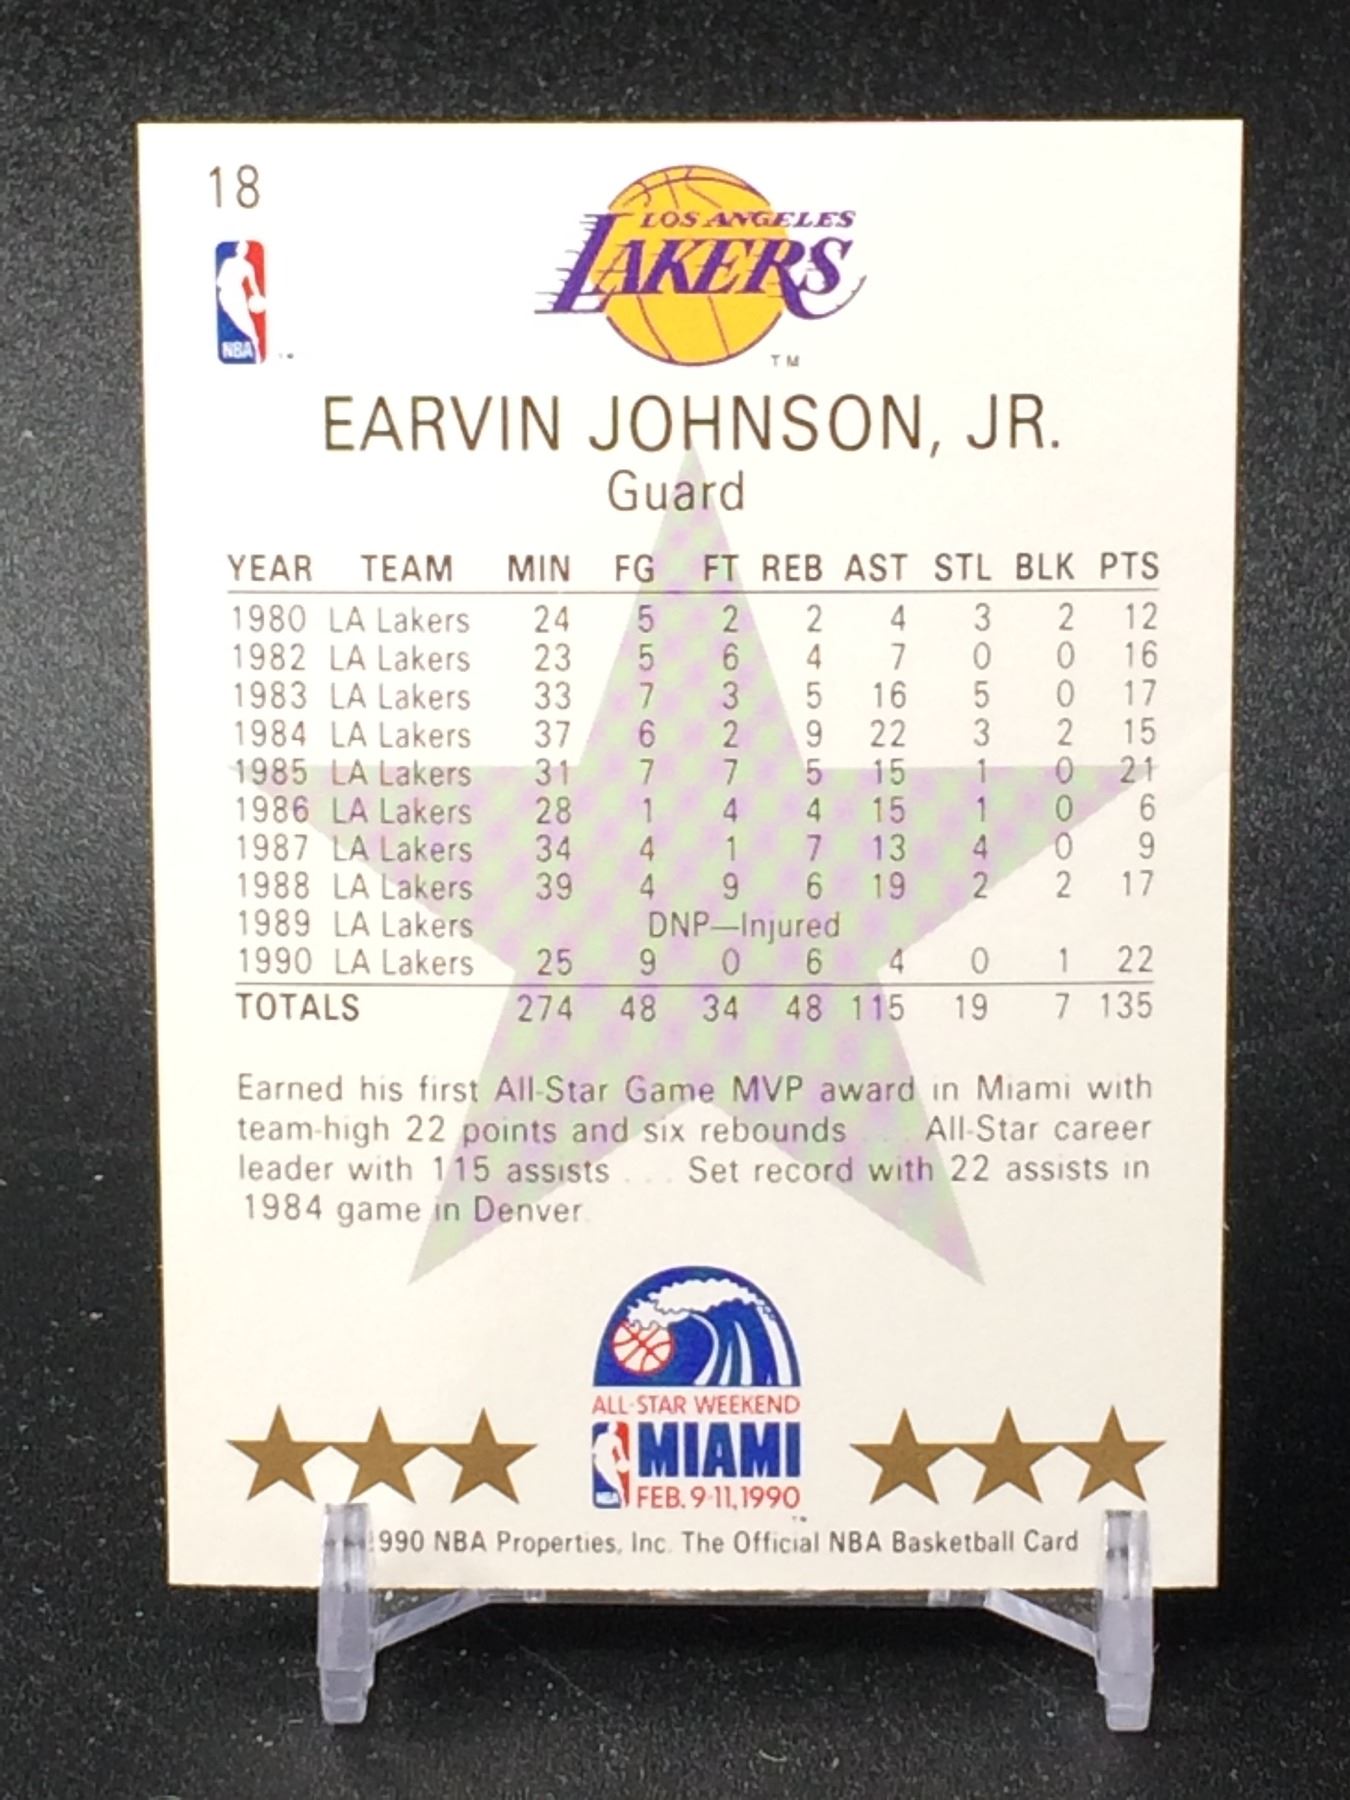 18
LOS ANGELES
LAKERS
NBA
TM
EARVIN JOHNSON, JR.
Guard
YEAR TEAM MIN FG FT REB AST STL BLK PTS
1980 LA Lakers 24 5 2 2 4 3 2 12
1982 LA Lakers 23 5 6 4 7 0 0 16
1983 LA Lakers 33 7 3 5 16 5 0 17
1984 LA Lakers 37 6 2 9 22 3 2 15
1985 LA Lakers 31 7 7 5 15 1 0 21
1986 LA Lakers 28 1 4 4 15 1 0 6
1987 LA Lakers 34 4 1 7 13 4 0 9
1988 LA Lakers 39 4 9 6 19 2 2 17
1989 LA Lakers DNP—Injured
1990 LA Lakers 25 9 0 6 4 0 1 22
TOTALS 274 48 34 48 115 19 7 135
Earned his first All-Star Game MVP award in Miami with
team-high 22 points and six rebounds ... All-Star career
leader with 115 assists ... Set record with 22 assists in
1984 game in Denver.
ALL-STAR WEEKEND
MIAMI
NBA
FEB. 9-11, 1990
1990 NBA Properties, Inc. The Official NBA Basketball Card